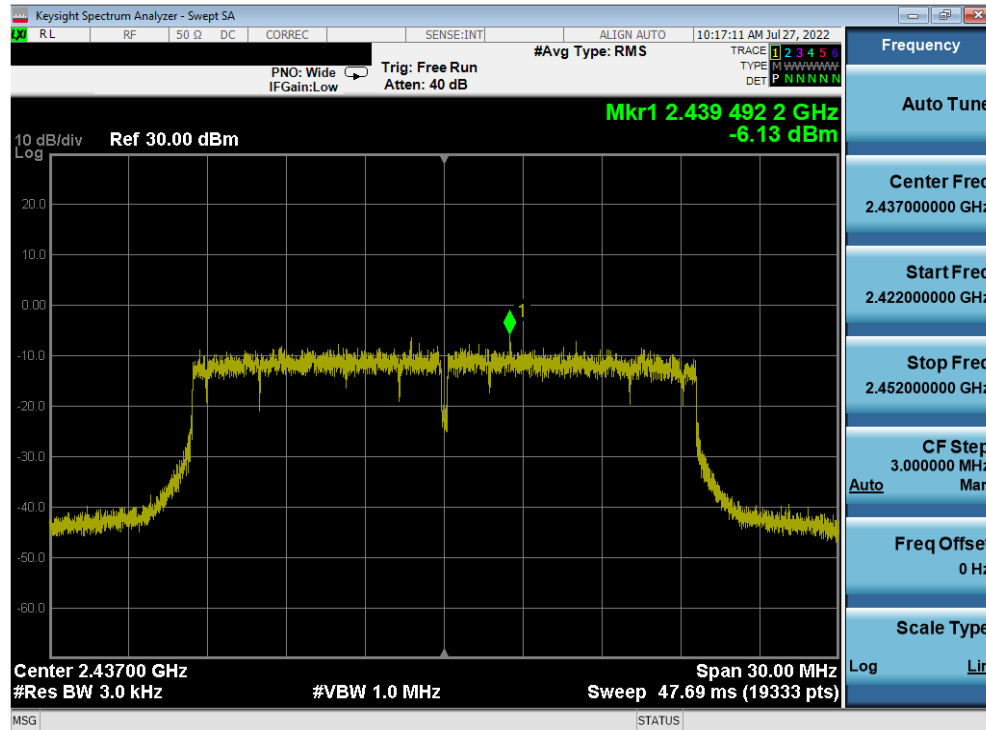 Keysight Spectrum Analyzer - Swept SA
LXI RL RF 50 Ω DC CORREC SENSE:INT ALIGN AUTO 10:17:11 AM Jul 27, 2022
#Avg Type: RMS TRACE 1 2 3 4 5 6
PNO: Wide Trig: Free Run TYPE M WWWWW
IFGain:Low Atten: 40 dB DET P N N N N N
Mkr1 2.439 492 2 GHz
-6.13 dBm
10 dB/div Ref 30.00 dBm
Log
20.0
10.0
0.00
1
-10.0
-20.0
-30.0
-40.0
-50.0
-60.0
Center 2.43700 GHz Span 30.00 MHz
#Res BW 3.0 kHz #VBW 1.0 MHz Sweep 47.69 ms (19333 pts)
MSG STATUS
Frequency
Auto Tune
Center Freq
2.437000000 GHz
Start Freq
2.422000000 GHz
Stop Freq
2.452000000 GHz
CF Step
3.000000 MHz
Auto Man
Freq Offset
0 Hz
Scale Type
Log Lin